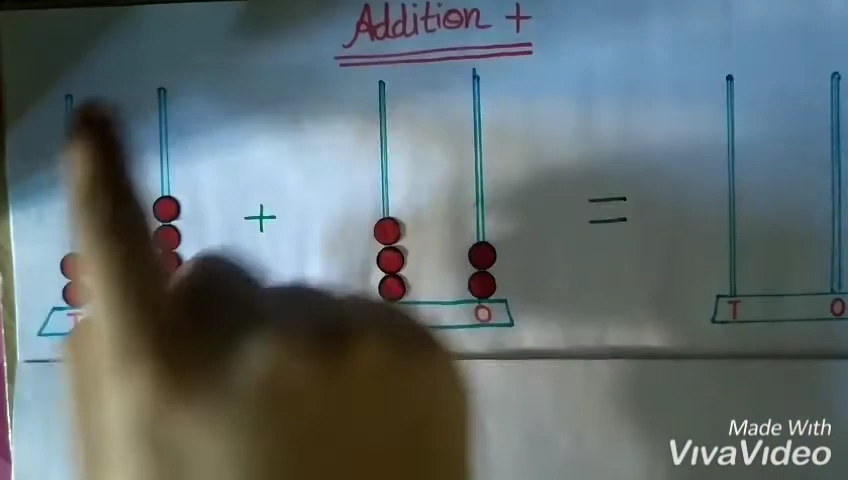 Addition +
+ =
T O T O
Made With
VivaVideo